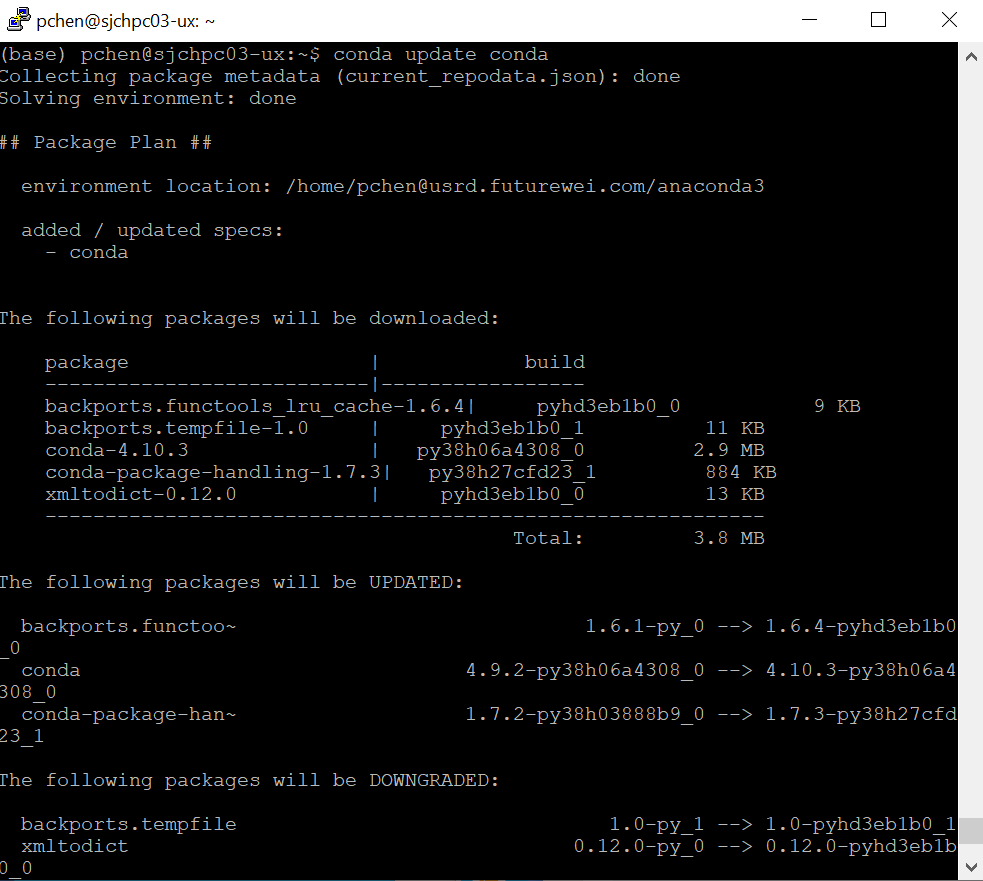 pchen@sjchpc03-ux: ~
(base) pchen@sjchpc03-ux:~$ conda update conda
Collecting package metadata (current_repodata.json): done
Solving environment: done
## Package Plan ##
environment location: /home/pchen@usrd.futurewei.com/anaconda3
added / updated specs:
- conda
The following packages will be downloaded:
package                    |            build
---------------------------|-----------------
backports.functools_lru_cache-1.6.4|     pyhd3eb1b0_0           9 KB
backports.tempfile-1.0     |     pyhd3eb1b0_1          11 KB
conda-4.10.3               |   py38h06a4308_0         2.9 MB
conda-package-handling-1.7.3|   py38h27cfd23_1         884 KB
xmltodict-0.12.0           |     pyhd3eb1b0_0          13 KB
------------------------------------------------------------
Total:         3.8 MB
The following packages will be UPDATED:
backports.functoo~                             1.6.1-py_0 --> 1.6.4-pyhd3eb1b0
_0
conda                                4.9.2-py38h06a4308_0 --> 4.10.3-py38h06a4
308_0
conda-package-han~                   1.7.2-py38h03888b9_0 --> 1.7.3-py38h27cfd
23_1
The following packages will be DOWNGRADED:
backports.tempfile                               1.0-py_1 --> 1.0-pyhd3eb1b0_1
xmltodict                                     0.12.0-py_0 --> 0.12.0-pyhd3eb1b
0_0